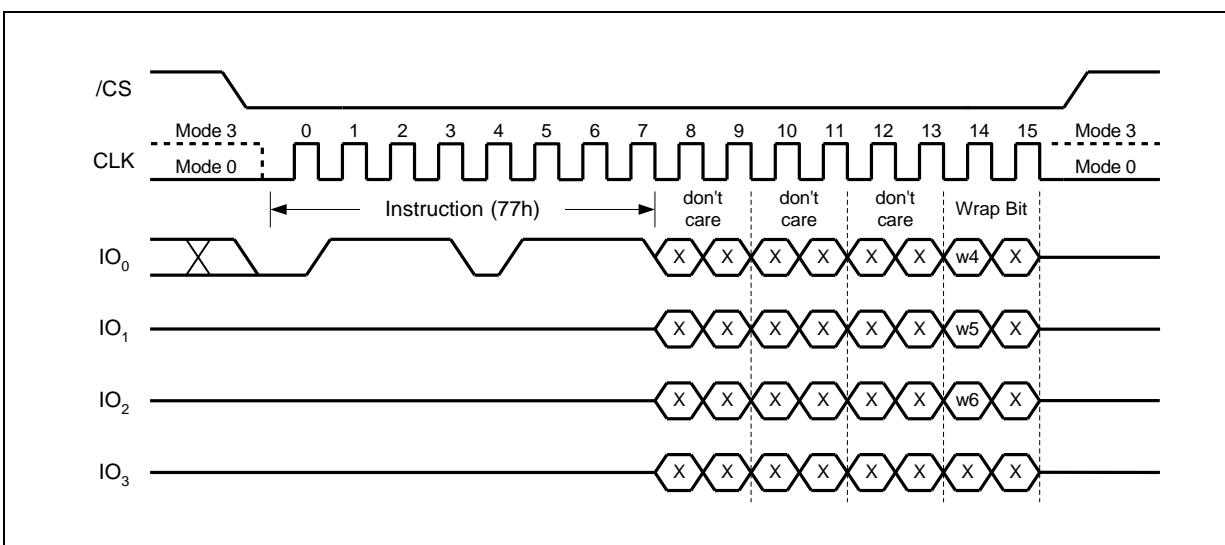 /CS
Mode 3 0 1 2 3 4 5 6 7 8 9 10 11 12 13 14 15 Mode 3
CLK
Mode 0 Mode 0
Instruction (77h) don't care don't care don't care Wrap Bit
IO0 X X X X X X w4 X
IO1 X X X X X X w5 X
IO2 X X X X X X w6 X
IO3 X X X X X X X X